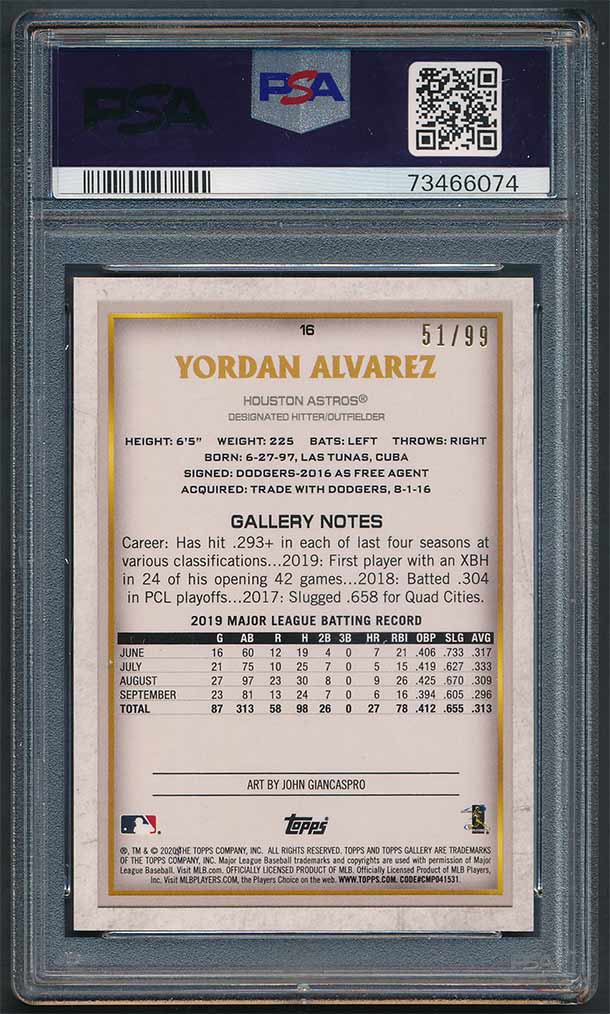 PSA
PSA
73466074
16
51/99
YORDAN ALVAREZ
HOUSTON ASTROS®
DESIGNATED HITTER/OUTFIELDER
HEIGHT: 6'5" WEIGHT: 225 BATS: LEFT THROWS: RIGHT
BORN: 6-27-97, LAS TUNAS, CUBA
SIGNED: DODGERS-2016 AS FREE AGENT
ACQUIRED: TRADE WITH DODGERS, 8-1-16
GALLERY NOTES
Career: Has hit .293+ in each of last four seasons at
various classifications...2019: First player with an XBH
in 24 of his opening 42 games...2018: Batted .304
in PCL playoffs...2017: Slugged .658 for Quad Cities.
2019 MAJOR LEAGUE BATTING RECORD
G AB R H 2B 3B HR RBI OBP SLG AVG
JUNE 16 60 12 19 4 0 7 21 .406 .733 .317
JULY 21 75 10 25 7 0 5 15 .419 .627 .333
AUGUST 27 97 23 30 8 0 9 26 .425 .670 .309
SEPTEMBER 23 81 13 24 7 0 6 16 .394 .605 .296
TOTAL 87 313 58 98 26 0 27 78 .412 .655 .313
ART BY JOHN GIANCASPRO
Topps
®, TM & © 2020 THE TOPPS COMPANY, INC. ALL RIGHTS RESERVED. TOPPS AND TOPPS GALLERY ARE TRADEMARKS
OF THE TOPPS COMPANY, INC. Major League Baseball trademarks and copyrights are used with permission of Major
League Baseball. Visit MLB.com. OFFICIALLY LICENSED PRODUCT OF MLB. Officially Licensed Product of MLB Players,
Inc. Visit MLBPLAYERS.COM, the Players Choice on the web. WWW.TOPPS.COM. CODE#CMP041531.